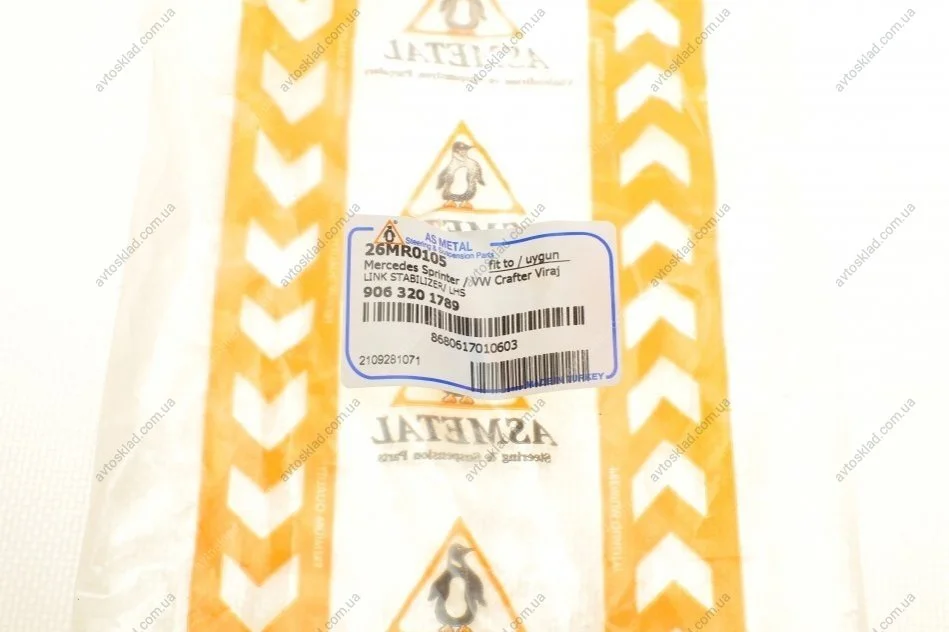 ASMETAL
AS METAL
Steering & Suspension Parts
26MR0105
fit to / uygun
Mercedes Sprinter / VW Crafter Viraj
LINK STABILIZER/ LHS
906 320 1789
8680617010603
2109281071
MADE IN TURKEY
ASMETAL
Steering & Suspension Parts
avtosklad.com.ua